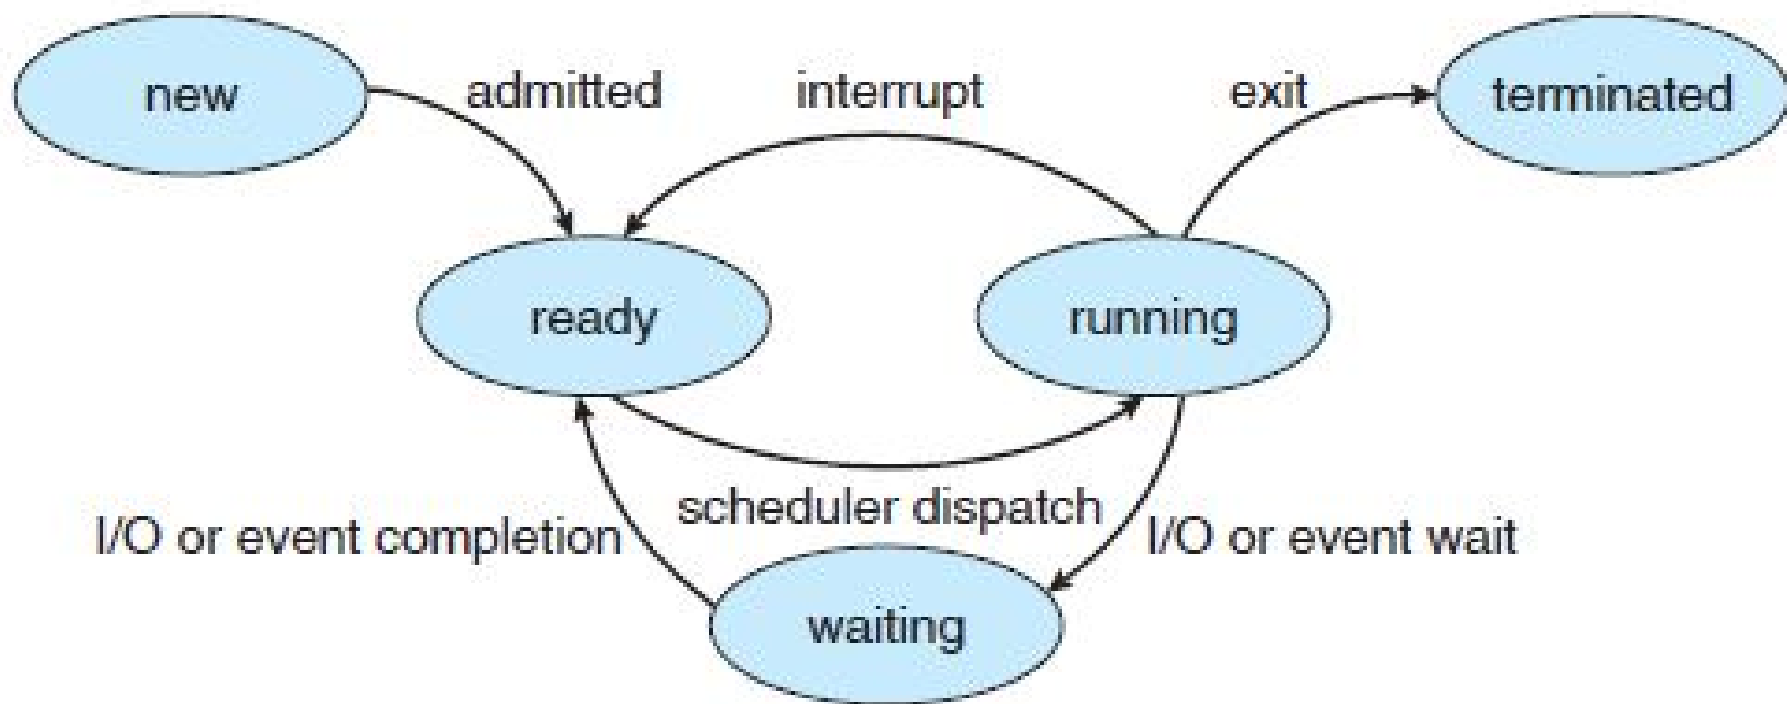 new
admitted
interrupt
exit
terminated
ready
running
scheduler dispatch
I/O or event completion
I/O or event wait
waiting